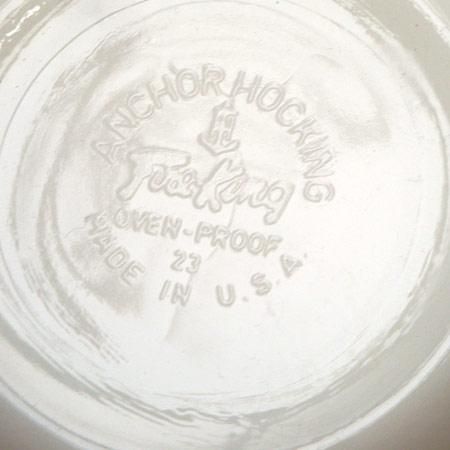 ANCHOR HOCKING
Fire-King
OVEN-PROOF
23
MADE IN U.S.A.